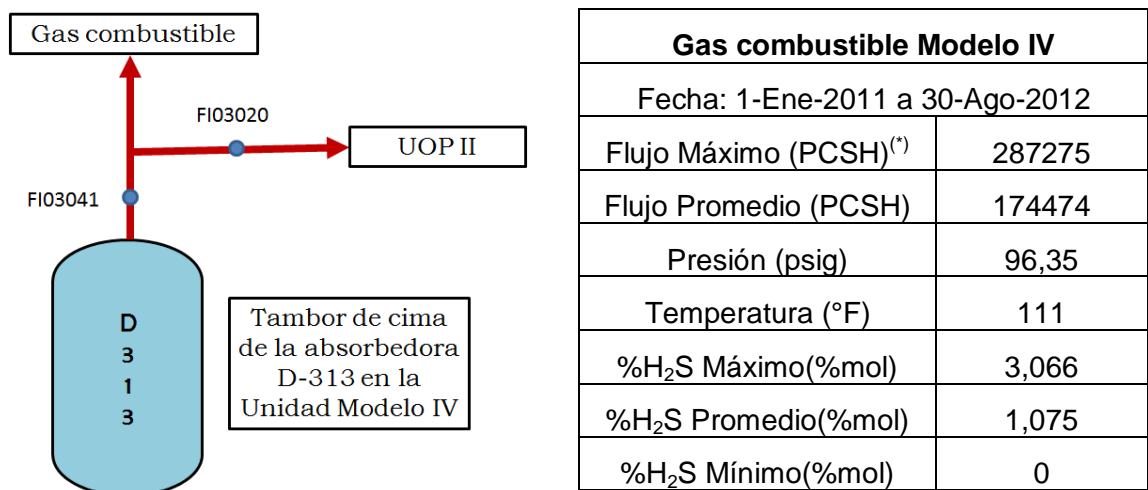 Gas combustible
FI03020
UOP II
FI03041
D
3
1
3
Tambor de cima
de la absorbedora
D-313 en la
Unidad Modelo IV
Gas combustible Modelo IV
Fecha: 1-Ene-2011 a 30-Ago-2012
Flujo Máximo (PCSH)(*) 287275
Flujo Promedio (PCSH) 174474
Presión (psig) 96,35
Temperatura (°F) 111
%H₂S Máximo(%mol) 3,066
%H₂S Promedio(%mol) 1,075
%H₂S Mínimo(%mol) 0